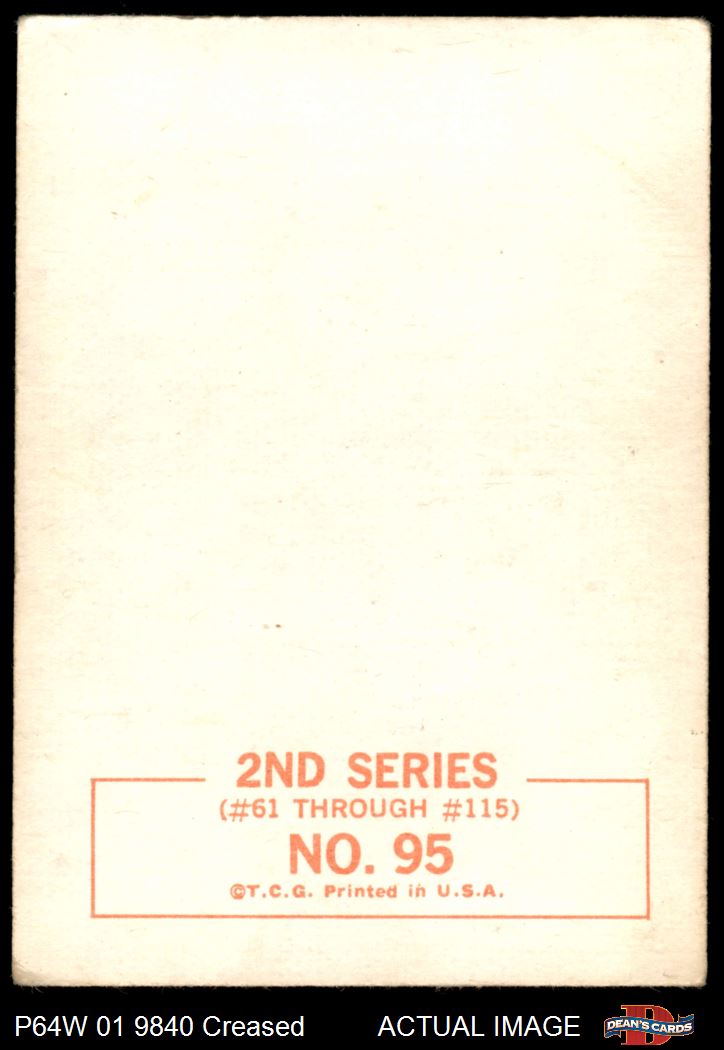 2ND SERIES
(#61 THROUGH #115)
NO. 95
©T.C.G. Printed in U.S.A.
P64W 01 9840 Creased ACTUAL IMAGE DEAN'S CARDS